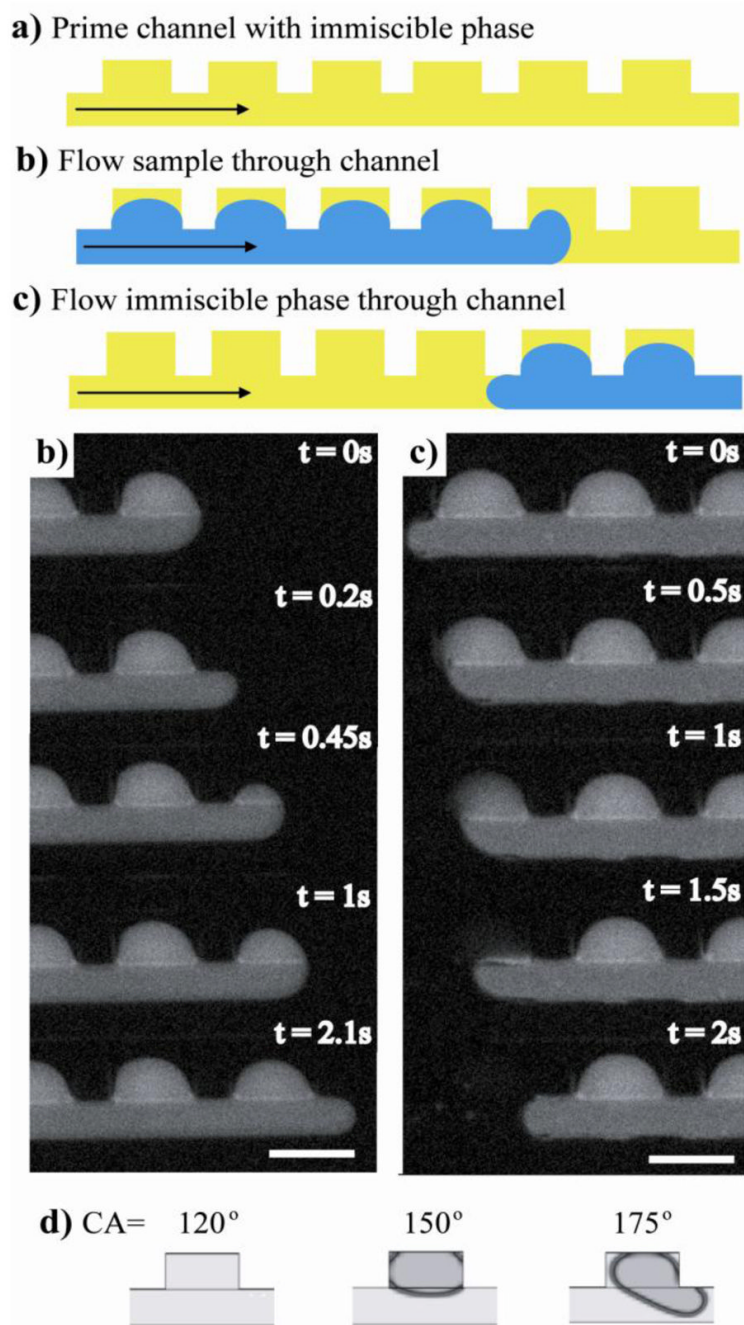 a) Prime channel with immiscible phase
b) Flow sample through channel
c) Flow immiscible phase through channel
b)
t = 0s
t = 0.2s
t = 0.45s
t = 1s
t = 2.1s
c)
t = 0s
t = 0.5s
t = 1s
t = 1.5s
t = 2s
d) CA= 120° 150° 175°